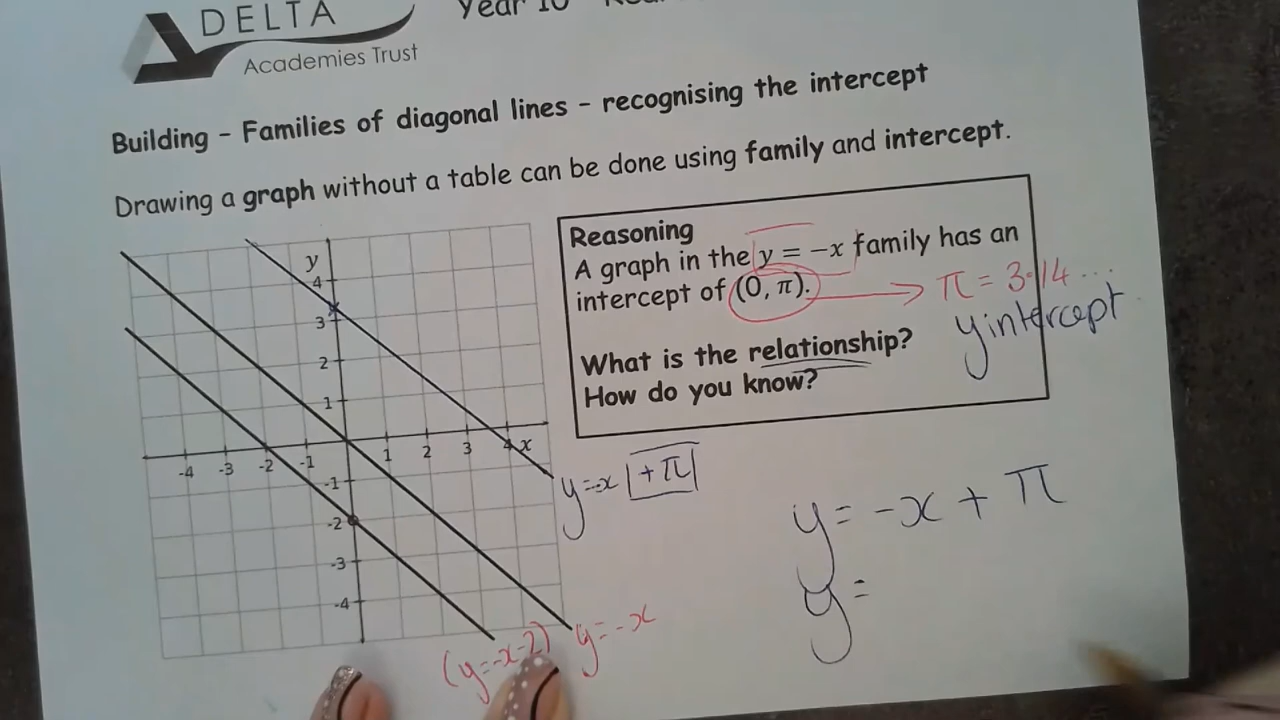 DELTA
Academies Trust
Year 10
Building – Families of diagonal lines – recognising the intercept
Drawing a graph without a table can be done using family and intercept.
Reasoning
A graph in the y = −x family has an
intercept of (0, π). → π = 3·14 ...
y intercept
What is the relationship?
How do you know?
y
4
3
2
1
-4 -3 -2 -1 1 2 3 4 x
-1
-2
-3
-4
y=-x +π
y = -x + π
y =
(y=-x-2) y=-x